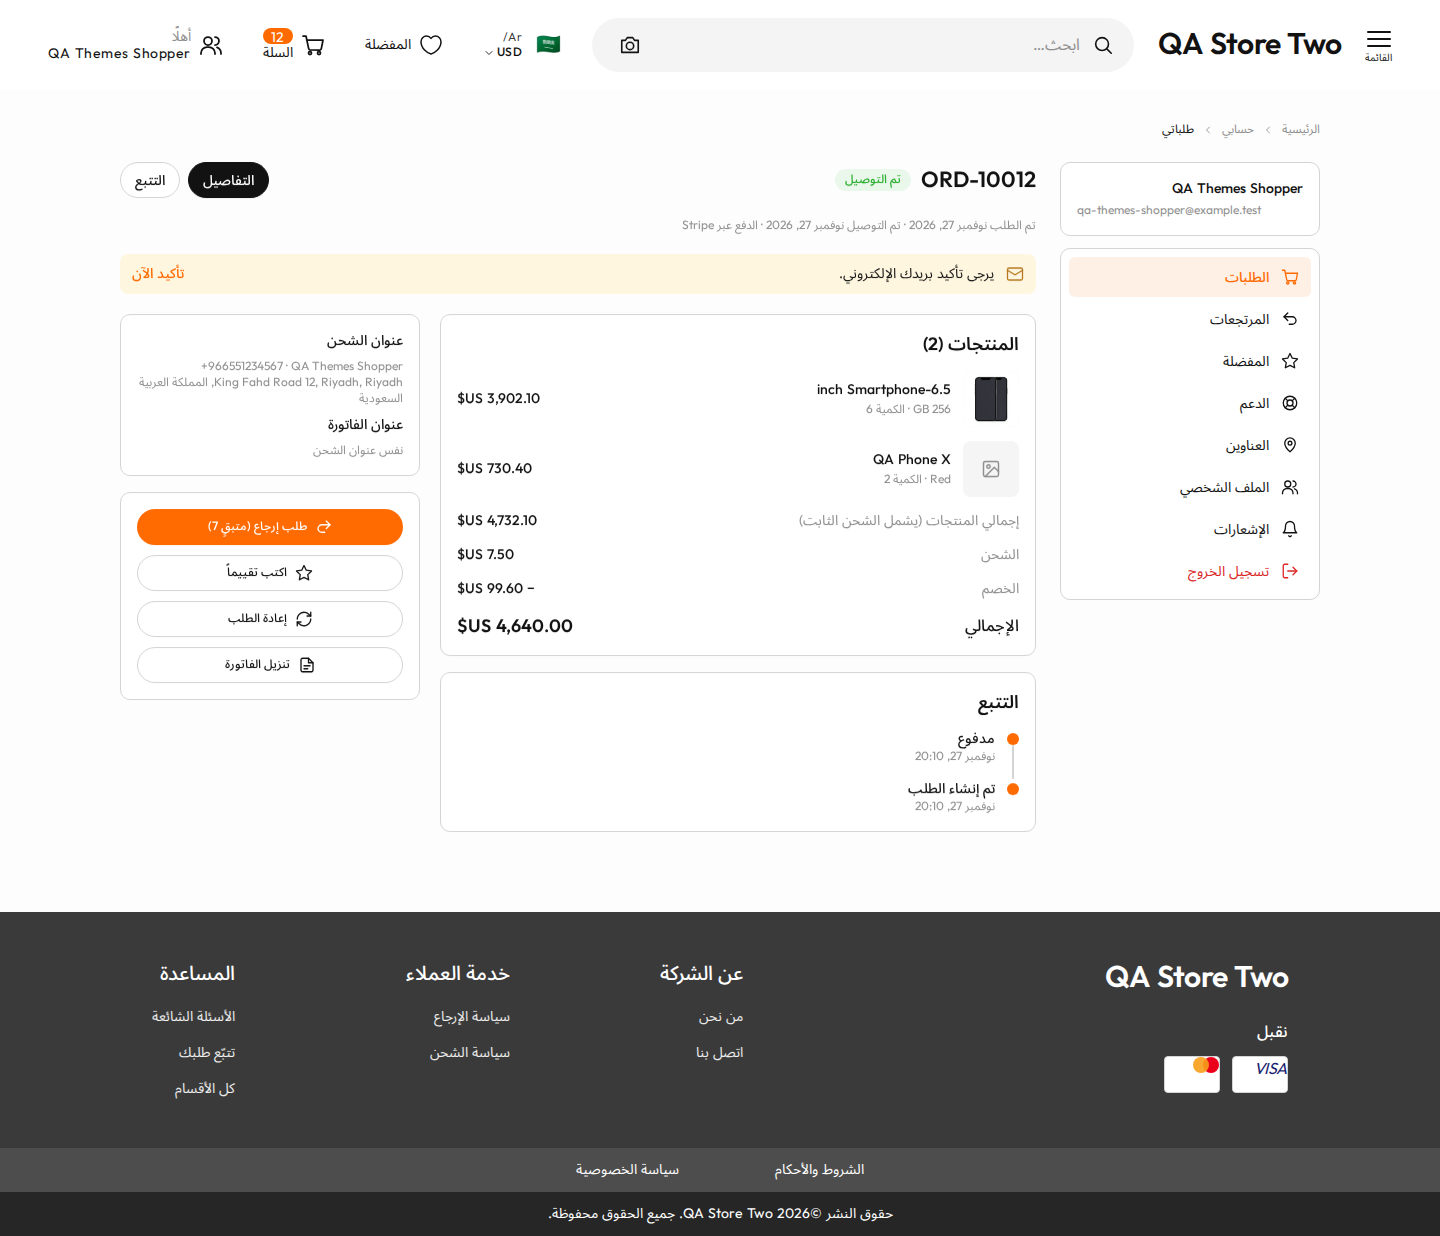 القائمة
QA Store Two
ابحث...
Ar/
USD
المفضلة
12
السلة
أهلًا
QA Themes Shopper
الرئيسية
حسابي
طلباتي
QA Themes Shopper
qa-themes-shopper@example.test
الطلبات
المرتجعات
المفضلة
الدعم
العناوين
الملف الشخصي
الإشعارات
تسجيل الخروج
ORD-10012
تم التوصيل
التفاصيل
التتبع
تم الطلب نوفمبر 27, 2026 · تم التوصيل نوفمبر 27, 2026 · الدفع عبر Stripe
يرجى تأكيد بريدك الإلكتروني.
تأكيد الآن
المنتجات (2)
inch Smartphone-6.5
256 GB · الكمية 6
$US 3,902.10
QA Phone X
Red · الكمية 2
$US 730.40
إجمالي المنتجات (يشمل الشحن الثابت)
$US 4,732.10
الشحن
$US 7.50
الخصم
$US 99.60 −
الإجمالي
$US 4,640.00
التتبع
مدفوع
نوفمبر 27, 20:10
تم إنشاء الطلب
نوفمبر 27, 20:10
عنوان الشحن
QA Themes Shopper · 966551234567+
King Fahd Road 12, Riyadh, Riyadh, المملكة العربية
السعودية
عنوان الفاتورة
نفس عنوان الشحن
طلب إرجاع (متبقٍ 7)
اكتب تقييماً
إعادة الطلب
تنزيل الفاتورة
QA Store Two
نقبل
VISA
عن الشركة
من نحن
اتصل بنا
خدمة العملاء
سياسة الإرجاع
سياسة الشحن
المساعدة
الأسئلة الشائعة
تتبّع طلبك
كل الأقسام
الشروط والأحكام
سياسة الخصوصية
حقوق النشر ©2026 QA Store Two. جميع الحقوق محفوظة.